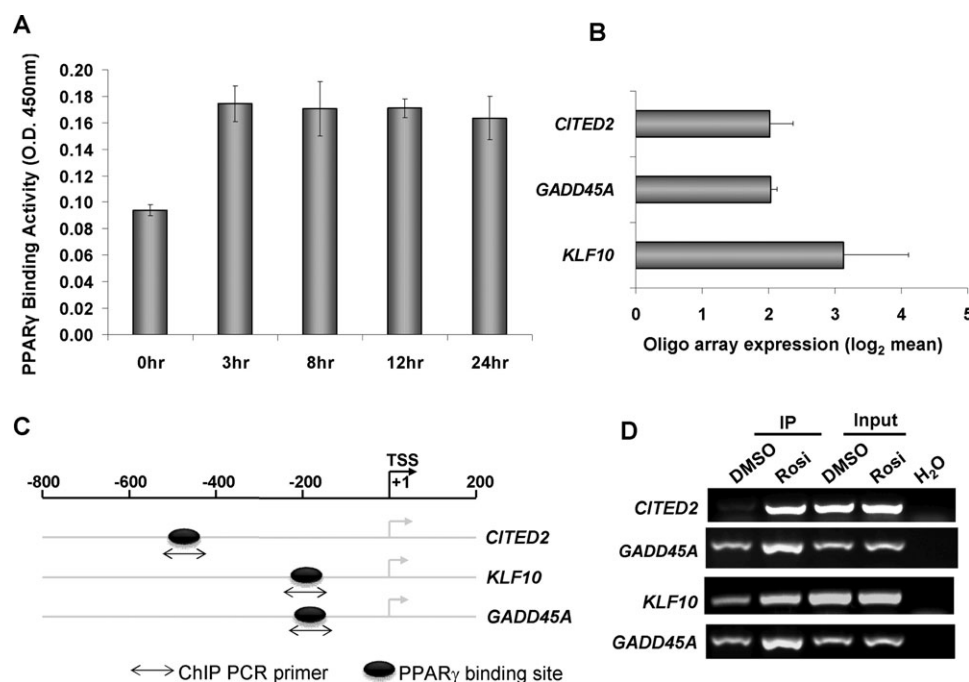 A
PPARγ Binding Activity (O.D. 450nm)
0.20
0.18
0.16
0.14
0.12
0.10
0.08
0.06
0.04
0.02
0.00
0hr 3hr 8hr 12hr 24hr
B
CITED2
GADD45A
KLF10
0 1 2 3 4 5
Oligo array expression (log₂ mean)
C
TSS
-800 -600 -400 -200 +1 200
CITED2
KLF10
GADD45A
ChIP PCR primer PPARγ binding site
D
IP Input
DMSO Rosi DMSO Rosi H₂O
CITED2
GADD45A
KLF10
GADD45A